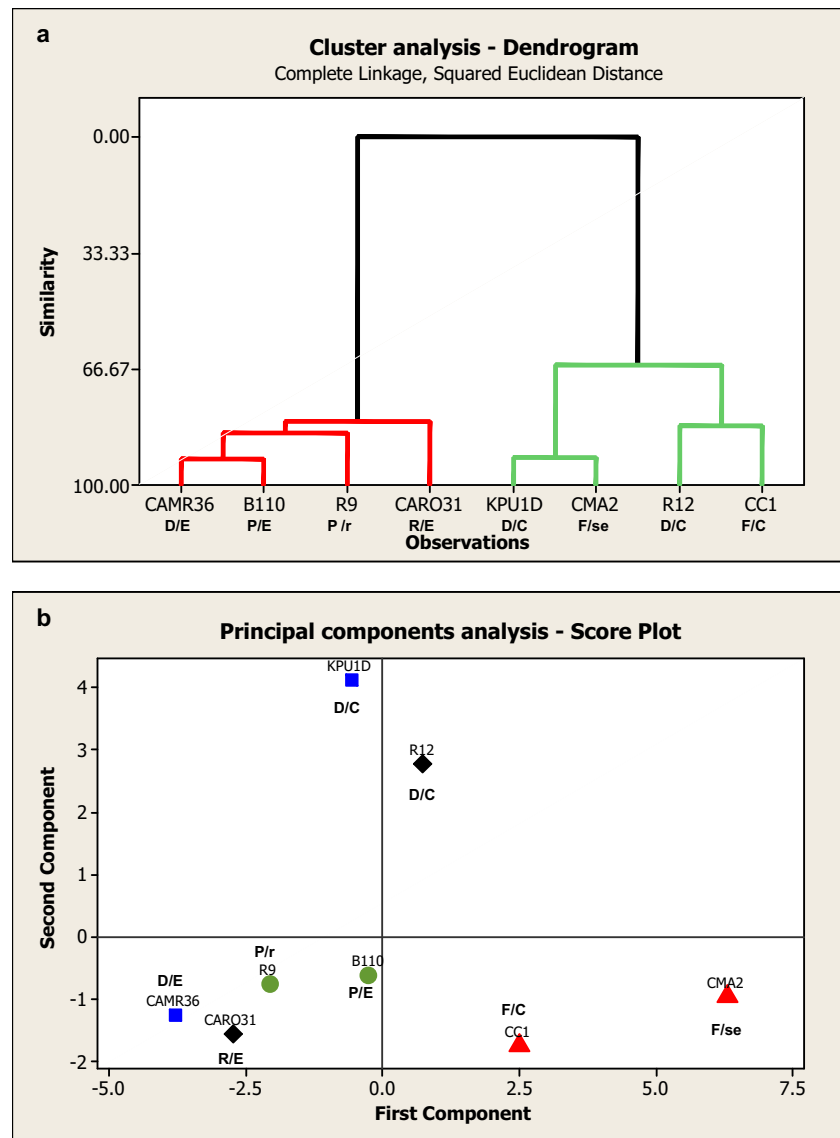 a
Cluster analysis - Dendrogram
Complete Linkage, Squared Euclidean Distance
0.00
33.33
66.67
100.00
Similarity
CAMR36 B110 R9 CARO31 KPU1D CMA2 R12 CC1
D/E P/E P /r R/E D/C F/se D/C F/C
Observations
b
Principal components analysis - Score Plot
KPU1D
D/C
R12
D/C
4
3
2
1
0
-1
-2
Second Component
P/r
R9
B110
P/E
D/E
CAMR36
CARO31
R/E
F/C
CC1
CMA2
F/se
-5.0 -2.5 0.0 2.5 5.0 7.5
First Component